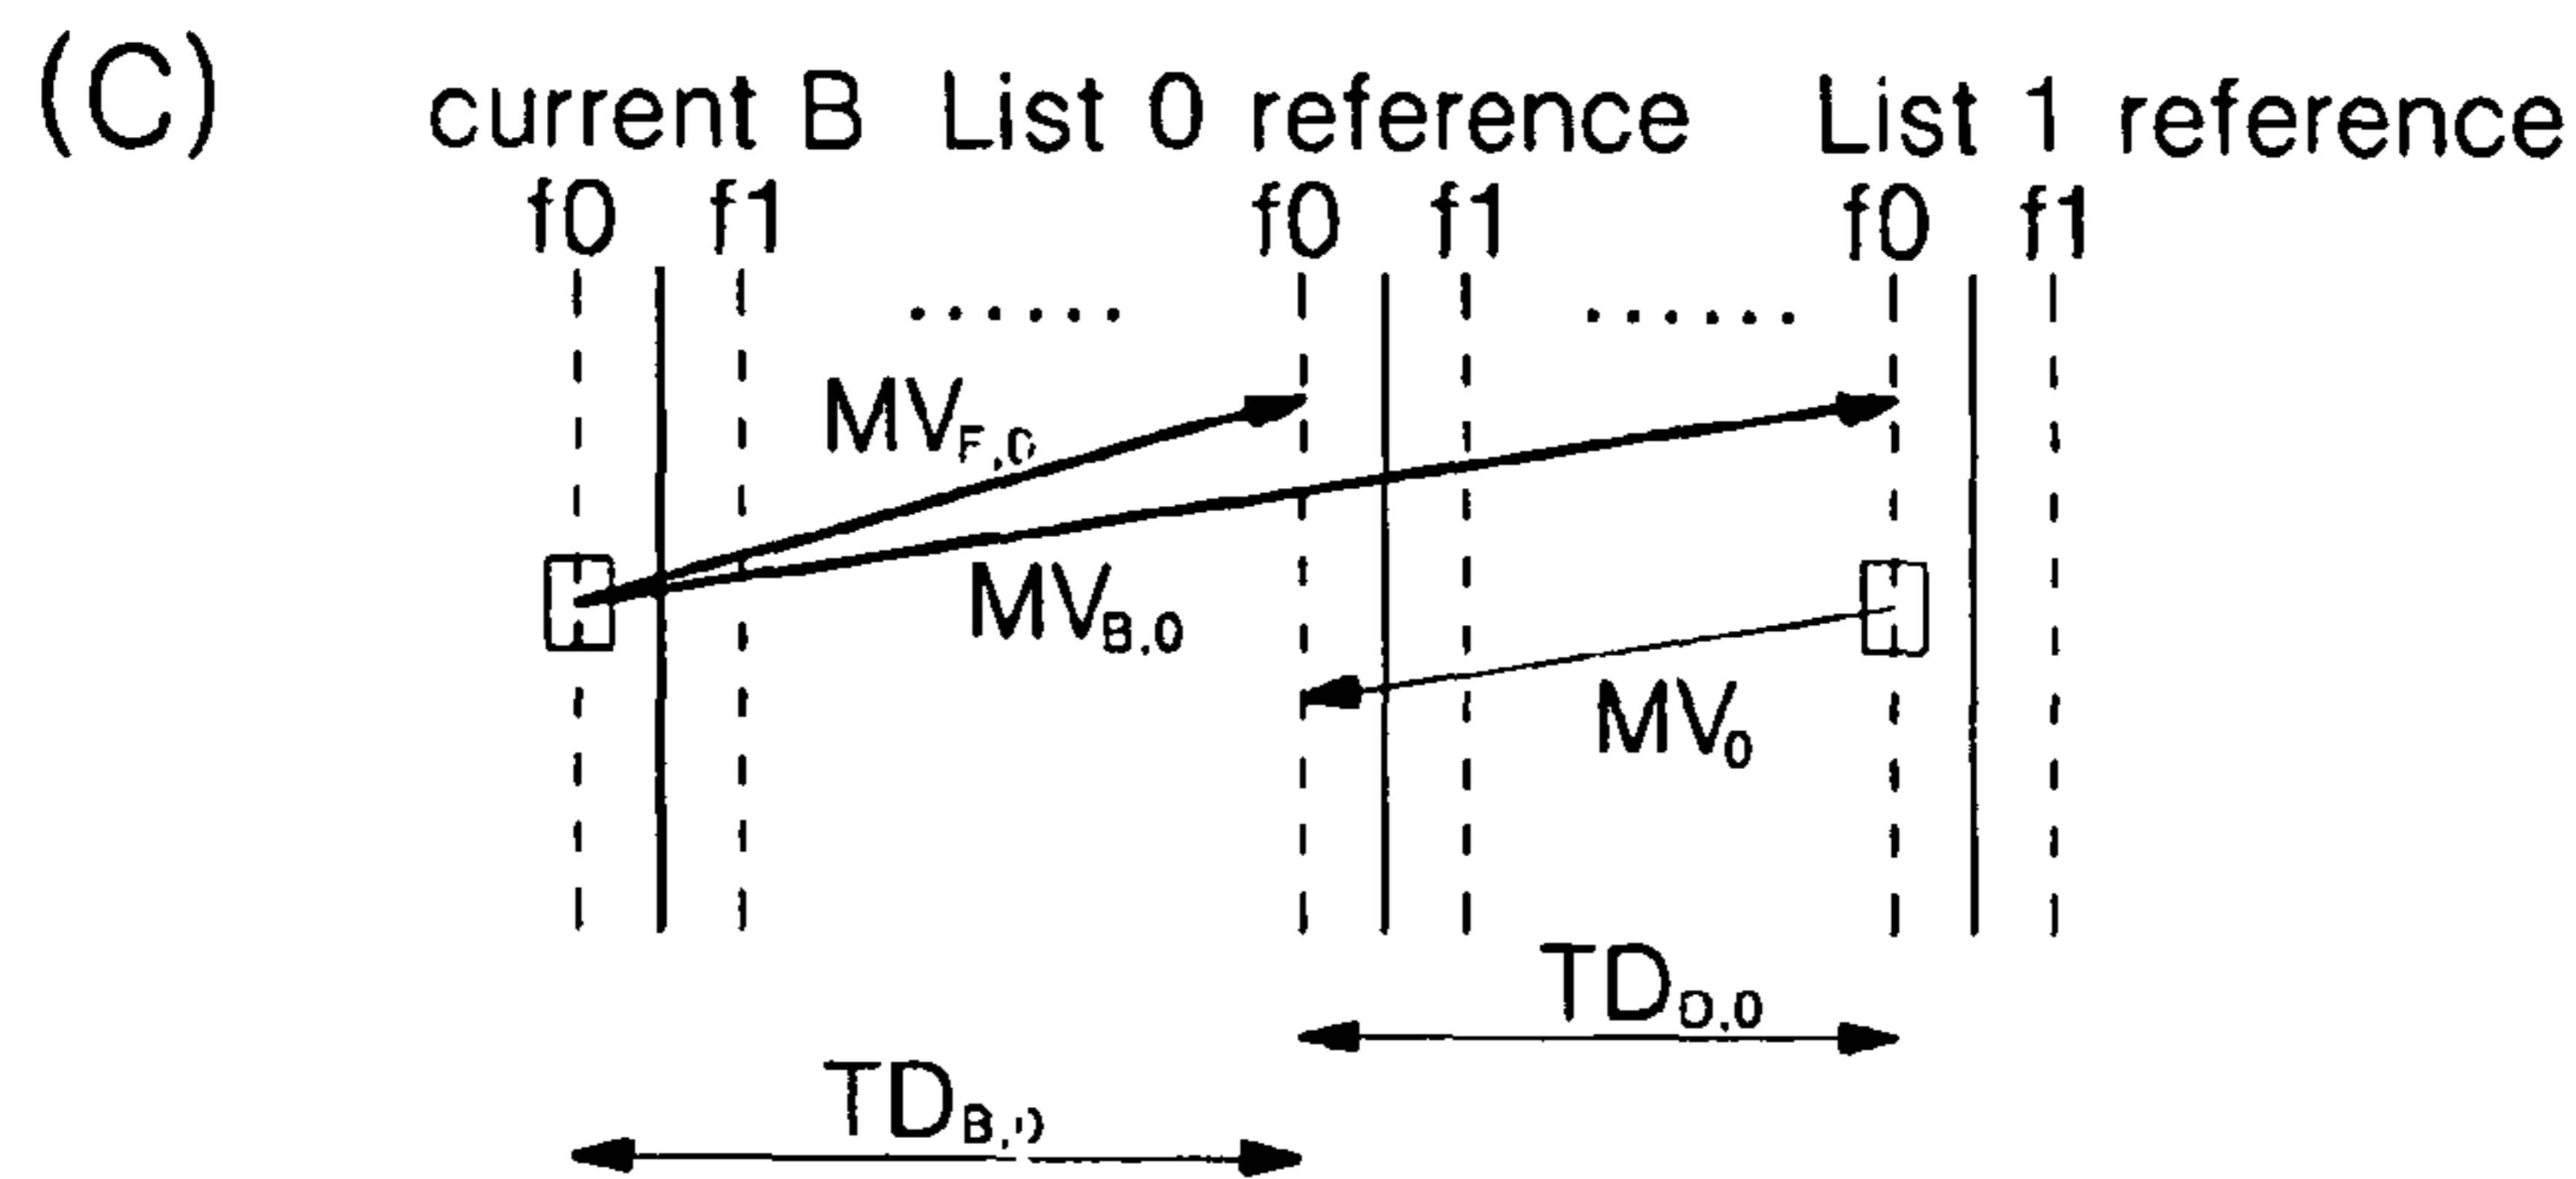 (C)
current B List 0 reference List 1 reference
f0 f1 f0 f1 f0 f1
MVF,0
MVB,0
MV0
TDD,0
TDB,0